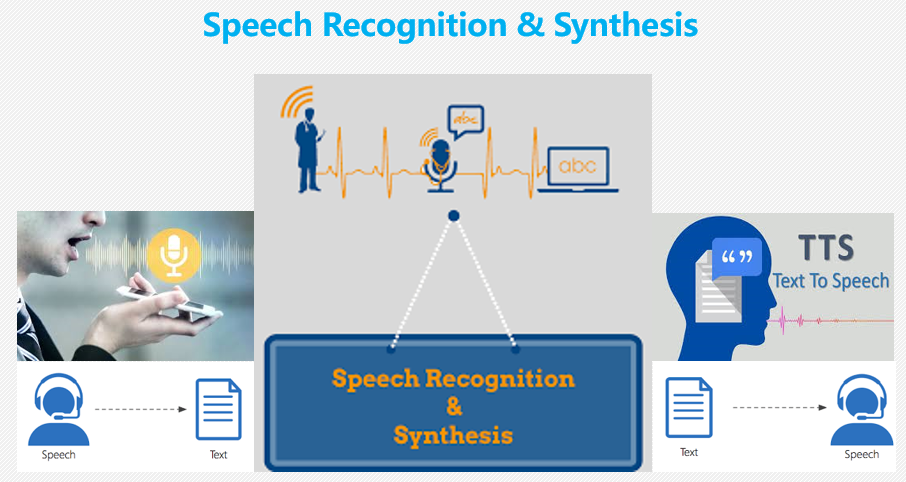 Speech Recognition & Synthesis
abc
abc
TTS
“ ”
Text To Speech
Speech Recognition
&
Synthesis
Speech
Text
Text
Speech